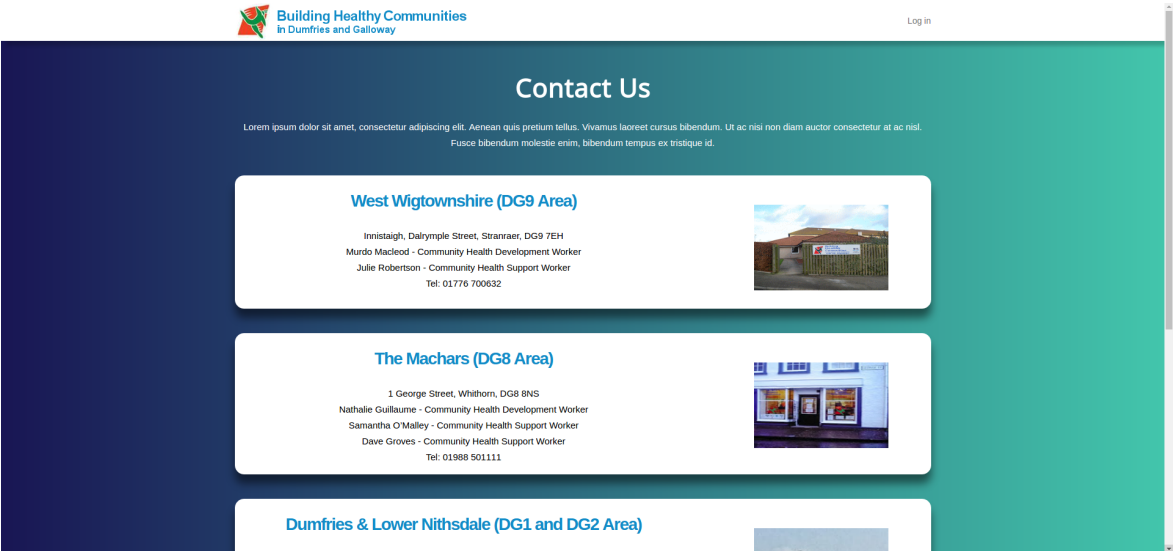 Building Healthy Communities
in Dumfries and Galloway
Log in
Contact Us
Lorem ipsum dolor sit amet, consectetur adipiscing elit. Aenean quis pretium tellus. Vivamus laoreet cursus bibendum. Ut ac nisi non diam auctor consectetur at ac nisl.
Fusce bibendum molestie enim, bibendum tempus ex tristique id.
West Wigtownshire (DG9 Area)
Innistaigh, Dalrymple Street, Stranraer, DG9 7EH
Murdo Macleod - Community Health Development Worker
Julie Robertson - Community Health Support Worker
Tel: 01776 700632
The Machars (DG8 Area)
1 George Street, Whithorn, DG8 8NS
Nathalie Guillaume - Community Health Development Worker
Samantha O'Malley - Community Health Support Worker
Dave Groves - Community Health Support Worker
Tel: 01988 501111
Dumfries & Lower Nithsdale (DG1 and DG2 Area)